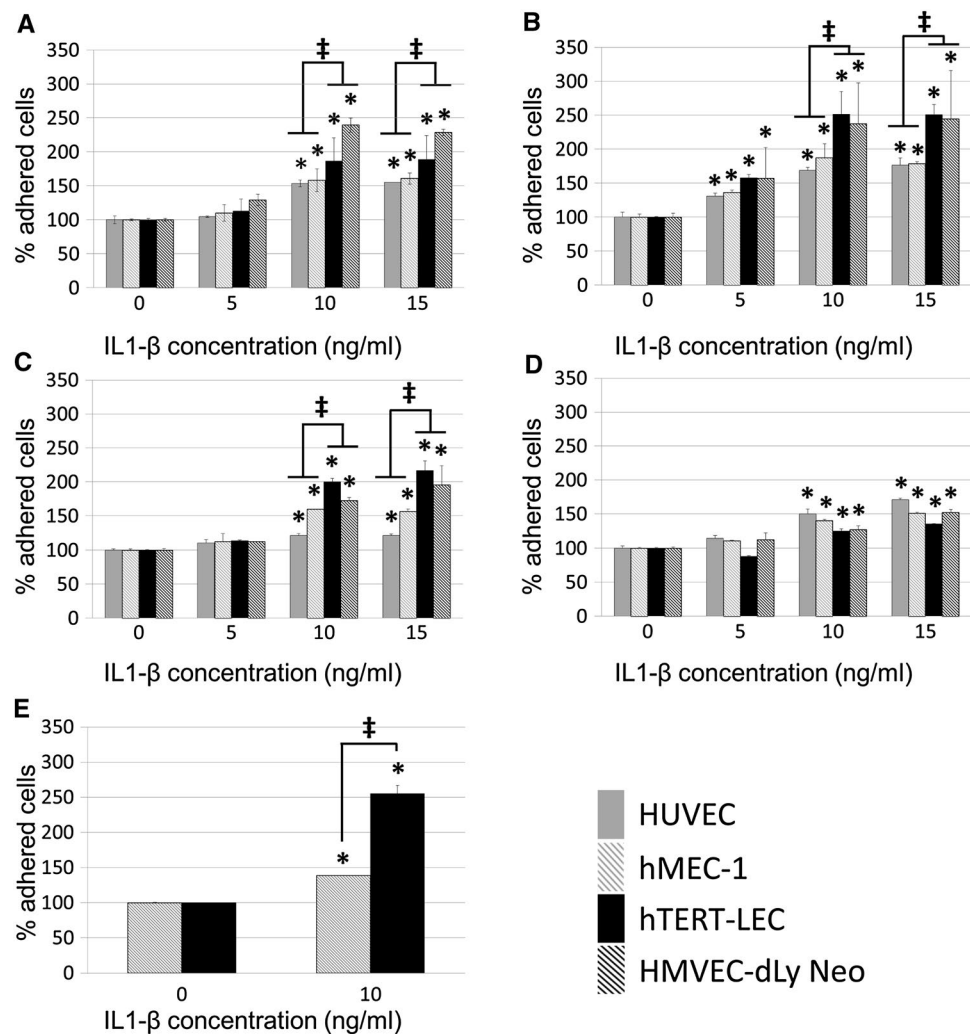 A
% adhered cells
350
300
250
200
150
100
50
0
‡ ‡
* * * * * * * *
0 5 10 15
IL1-β concentration (ng/ml)
B
% adhered cells
350
300
250
200
150
100
50
0
‡ ‡
* * * * * * * * * * * *
0 5 10 15
IL1-β concentration (ng/ml)
C
% adhered cells
350
300
250
200
150
100
50
0
‡ ‡
* * * * * * * *
0 5 10 15
IL1-β concentration (ng/ml)
D
% adhered cells
350
300
250
200
150
100
50
0
* * * * * * * *
0 5 10 15
IL1-β concentration (ng/ml)
E
% adhered cells
350
300
250
200
150
100
50
0
‡
* *
0 10
IL1-β concentration (ng/ml)
HUVEC
hMEC-1
hTERT-LEC
HMVEC-dLy Neo